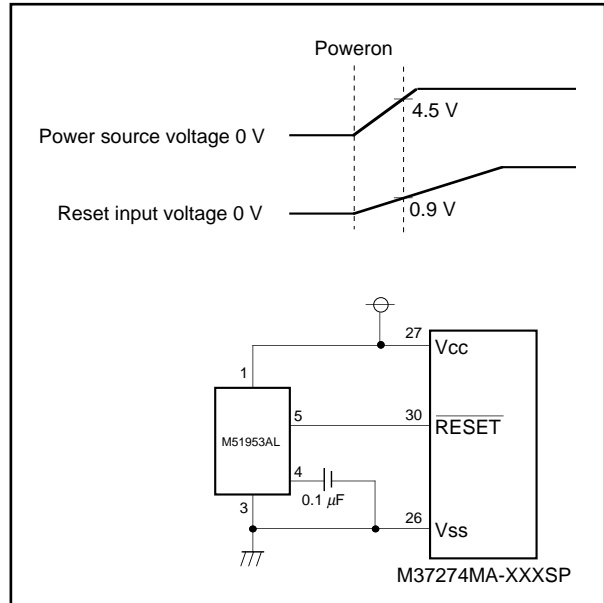 Poweron
4.5 V
Power source voltage 0 V
Reset input voltage 0 V
0.9 V
27
Vcc
1
5
30
RESET
M51953AL
4
0.1 μF
3
26
Vss
M37274MA-XXXSP